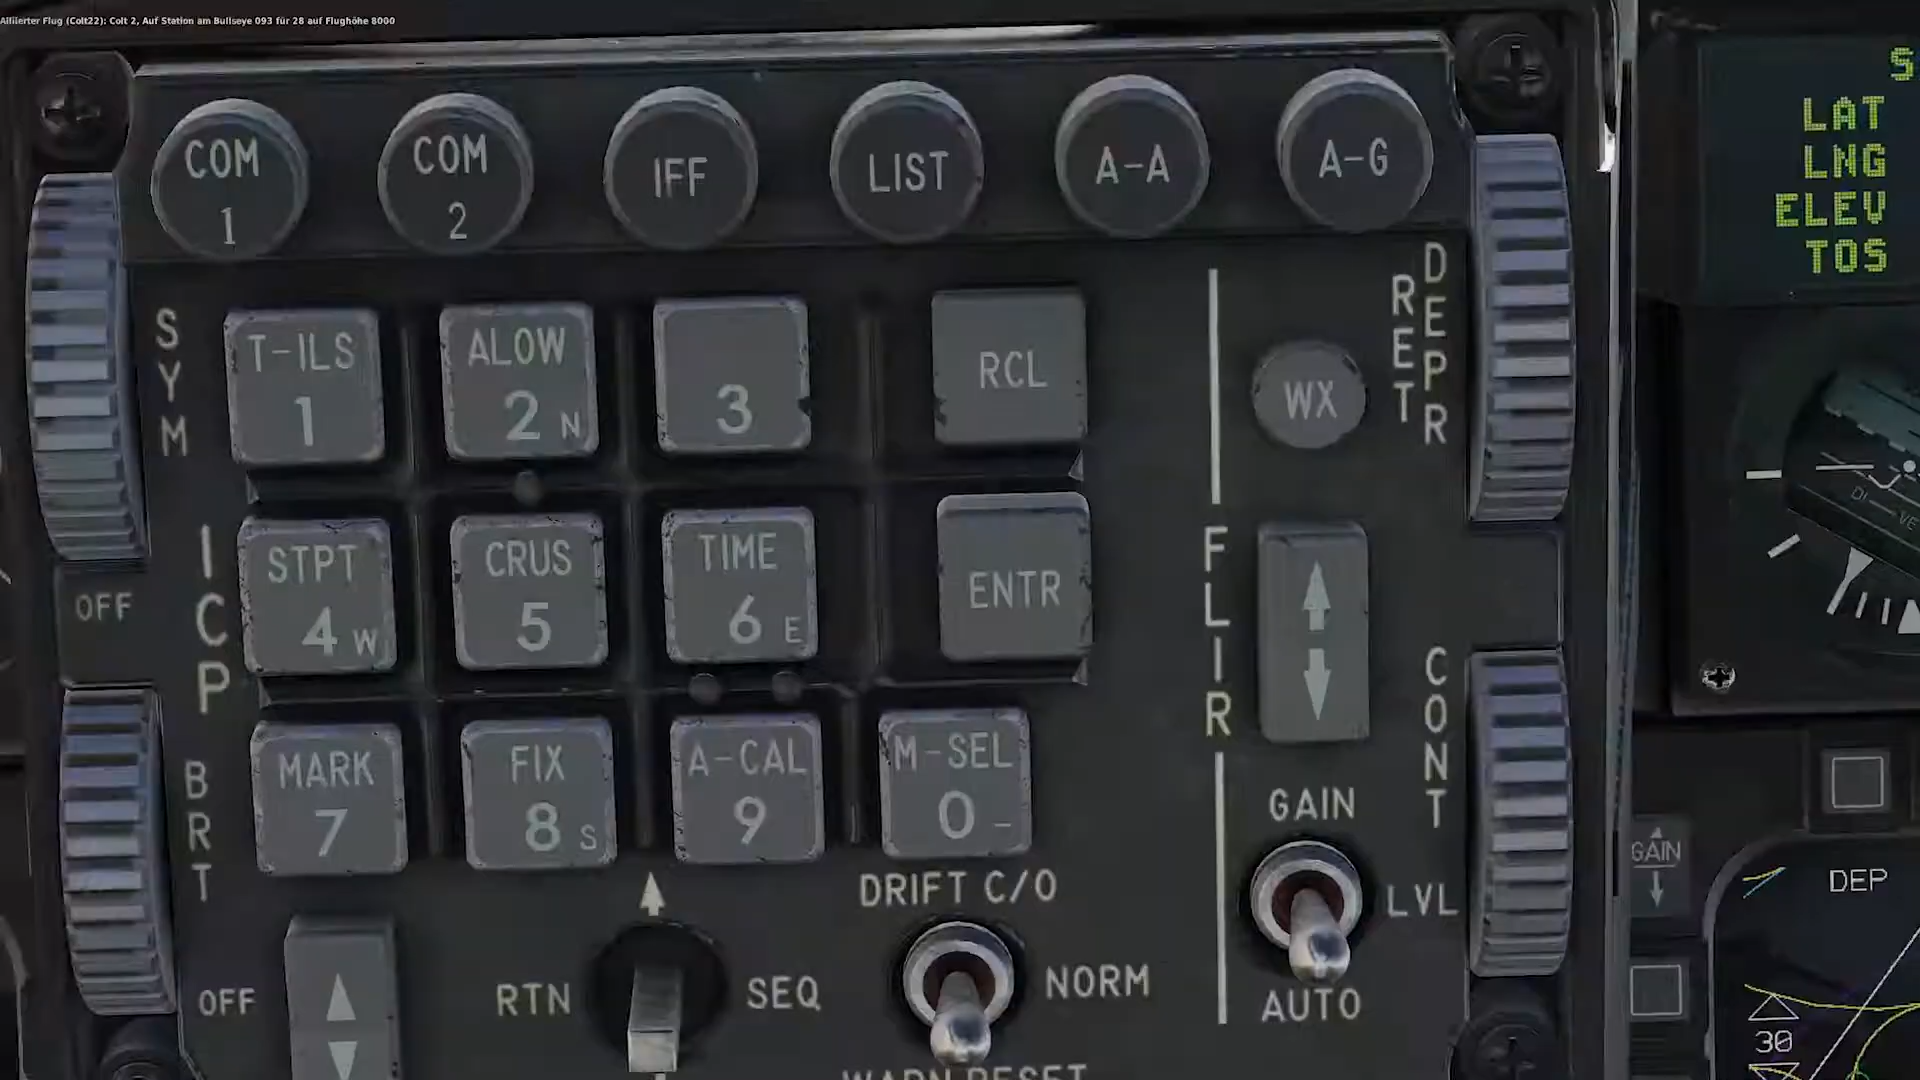 Alliierter Flug (Colt22): Colt 2, Auf Station am Bullseye 093 für 28 auf Flughöhe 8000
COM 1
COM 2
IFF
LIST
A-A
A-G
S
LAT
LNG
ELEV
TOS
SYM
T-ILS 1
ALOW 2 N
3
RCL
WX
RET
DEPR
ICP
STPT 4 W
CRUS 5
TIME 6 E
ENTR
FLIR
OFF
BRT
MARK 7
FIX 8 S
A-CAL 9
M-SEL 0 -
CONT
GAIN
LVL
AUTO
DRIFT C/O
NORM
WARN RESET
OFF
RTN
SEQ
GAIN
DEP
30